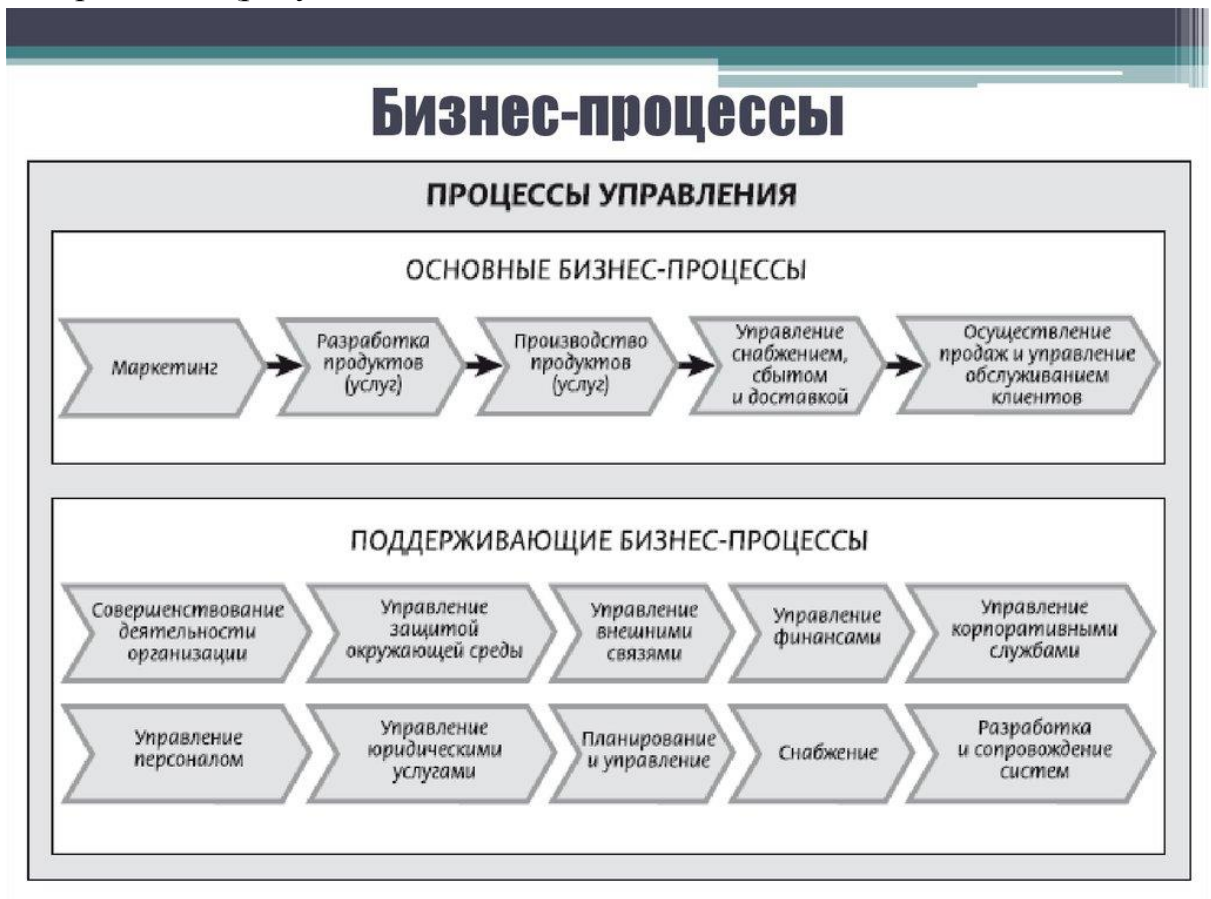 Бизнес-процессы
ПРОЦЕССЫ УПРАВЛЕНИЯ
ОСНОВНЫЕ БИЗНЕС-ПРОЦЕССЫ
Маркетинг
Разработка
продуктов
(услуг)
Производство
продуктов
(услуг)
Управление
снабжением,
сбытом
и доставкой
Осуществление
продаж и управление
обслуживанием
клиентов
ПОДДЕРЖИВАЮЩИЕ БИЗНЕС-ПРОЦЕССЫ
Совершенствование
деятельности
организации
Управление
защитой
окружающей среды
Управление
внешними
связями
Управление
финансами
Управление
корпоративными
службами
Управление
персоналом
Управление
юридическими
услугами
Планирование
и управление
Снабжение
Разработка
и сопровождение
систем